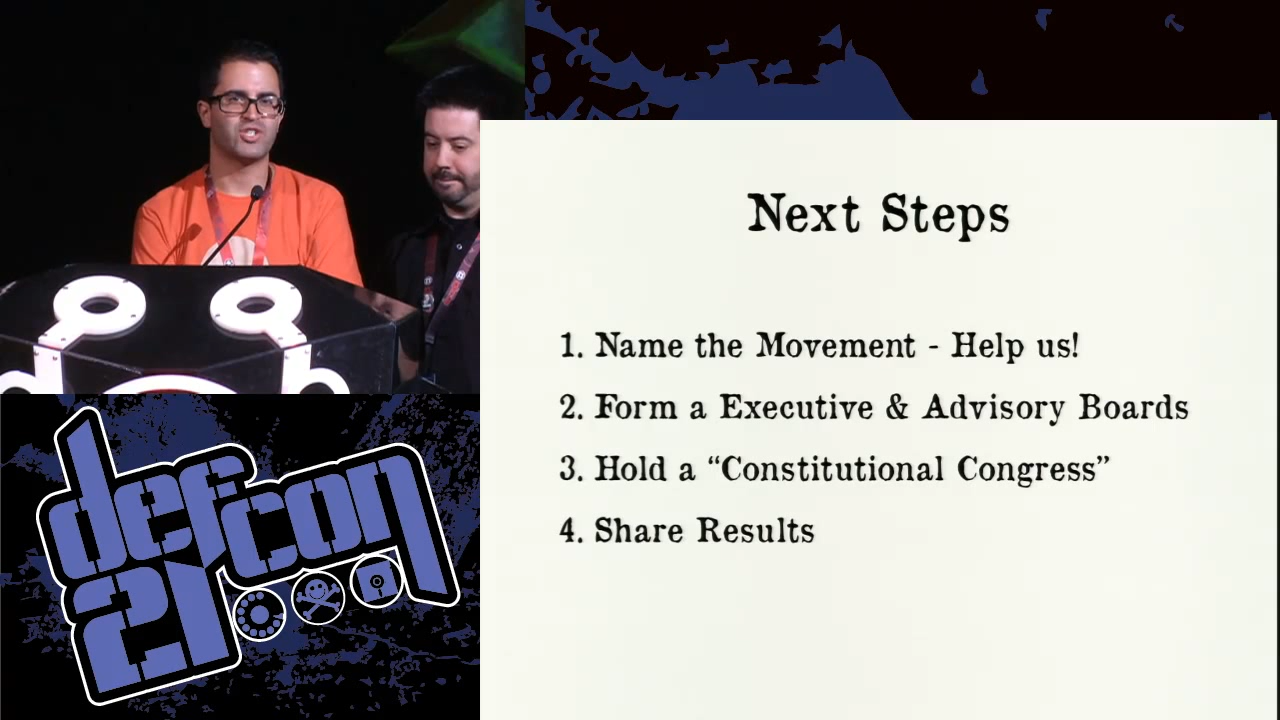 Next Steps
1. Name the Movement - Help us!
2. Form a Executive & Advisory Boards
3. Hold a “Constitutional Congress”
4. Share Results
defcon
21